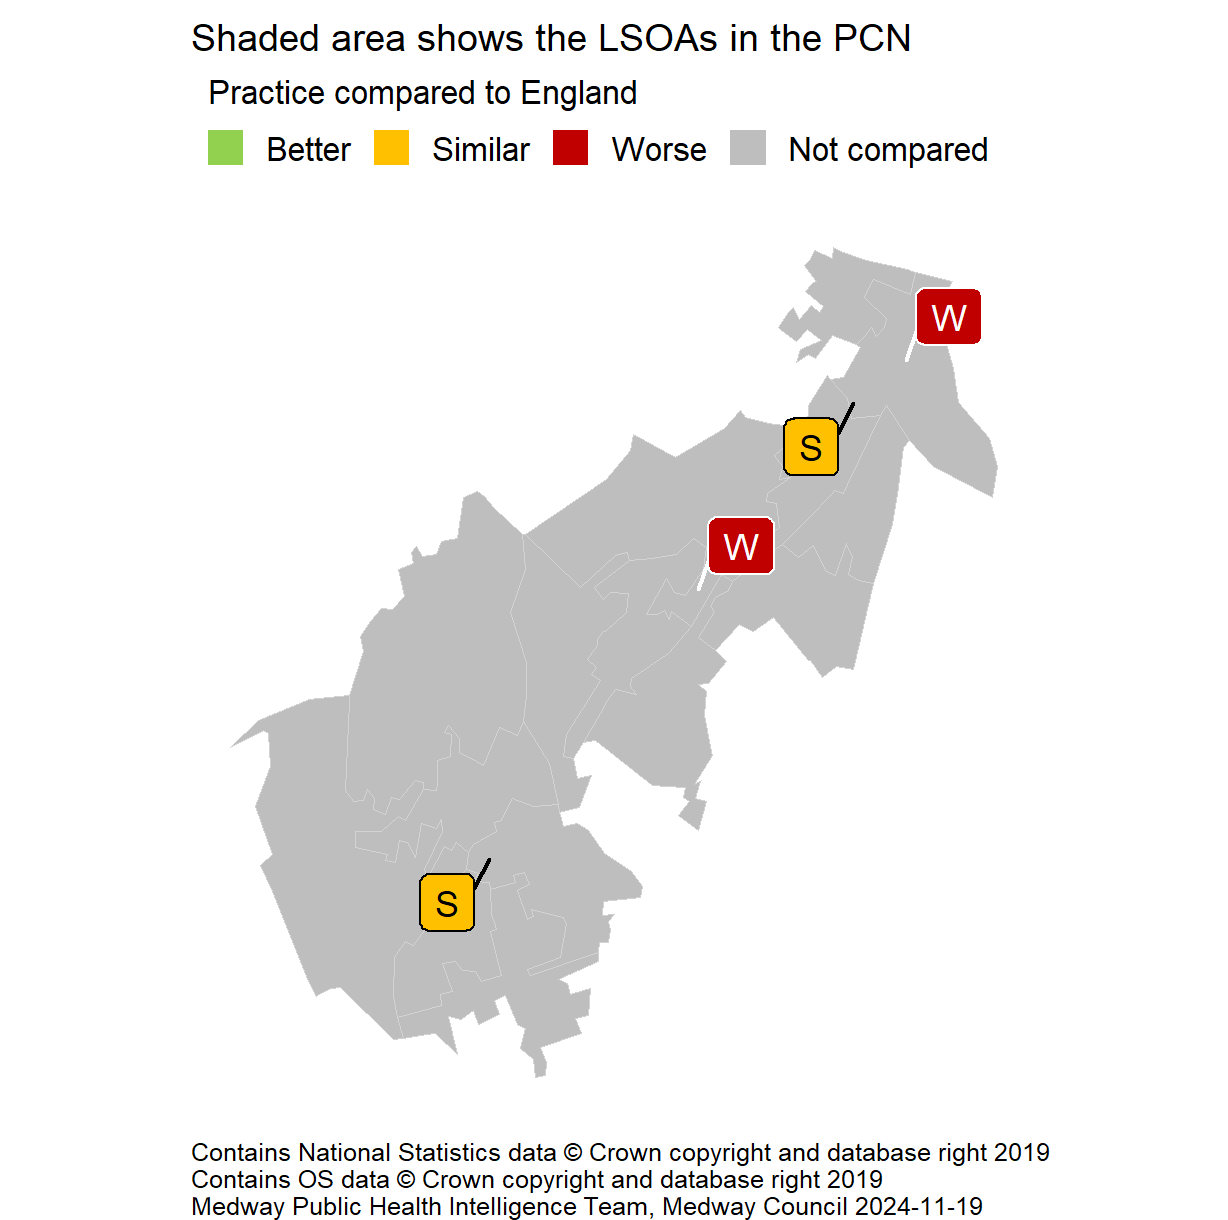 Shaded area shows the LSOAs in the PCN
Practice compared to England
Better Similar Worse Not compared
W
S
W
S
Contains National Statistics data © Crown copyright and database right 2019
Contains OS data © Crown copyright and database right 2019
Medway Public Health Intelligence Team, Medway Council 2024-11-19